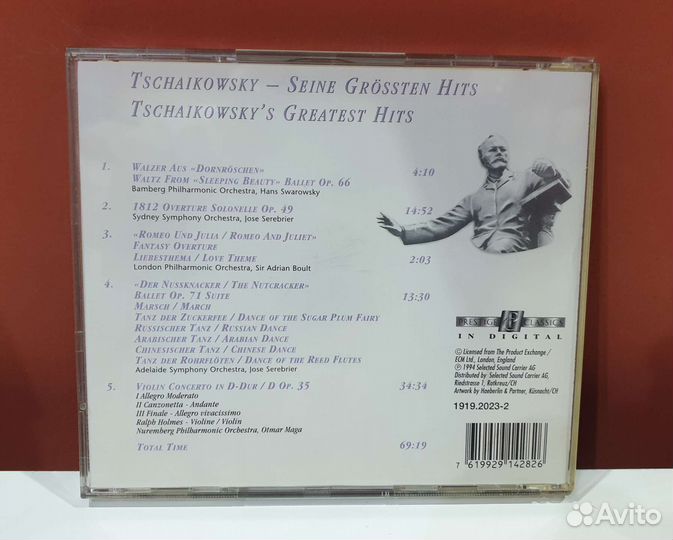 TSCHAIKOWSKY – SEINE GRÖSSTEN HITS
TSCHAIKOWSKY'S GREATEST HITS
1. WALZER AUS «DORNRÖSCHEN»
WALTZ FROM «SLEEPING BEAUTY» BALLET OP. 66 4:10
Bamberg Philharmonic Orchestra, Hans Swarowsky
2. 1812 OVERTURE SOLONELLE OP. 49 14:52
Sydney Symphony Orchestra, Jose Serebrier
3. «ROMEO UND JULIA / ROMEO AND JULIET»
FANTASY OVERTURE
LIEBESTHEMA / LOVE THEME 2:03
London Philharmonic Orchestra, Sir Adrian Boult
4. «DER NUSSKNACKER / THE NUTCRACKER»
BALLET OP. 71 SUITE 13:30
MARSCH / MARCH
TANZ DER ZUCKERFEE / DANCE OF THE SUGAR PLUM FAIRY
RUSSISCHER TANZ / RUSSIAN DANCE
ARABISCHER TANZ / ARABIAN DANCE
CHINESISCHER TANZ / CHINESE DANCE
TANZ DER ROHRFLÖTEN / DANCE OF THE REED FLUTES
Adelaide Symphony Orchestra, Jose Serebrier
5. VIOLIN CONCERTO IN D-DUR / D OP. 35 34:34
I Allegro Moderato
II Canzonetta - Andante
III Finale - Allegro vivacissimo
Ralph Holmes - Violine / Violin
Nuremberg Philharmonic Orchestra, Otmar Maga
TOTAL TIME 69:19
PRESTIGE PC CLASSICS
IN DIGITAL
© Licensed from The Product Exchange /
ECM Ltd., London, England
℗ 1994 Selected Sound Carrier AG
Distributed by Selected Sound Carrier AG,
Riedstrasse 1, Rotkreuz/CH
Artwork by Haeberlin & Partner, Küsnacht/CH
1919.2023-2
7 619929 142826
Avito